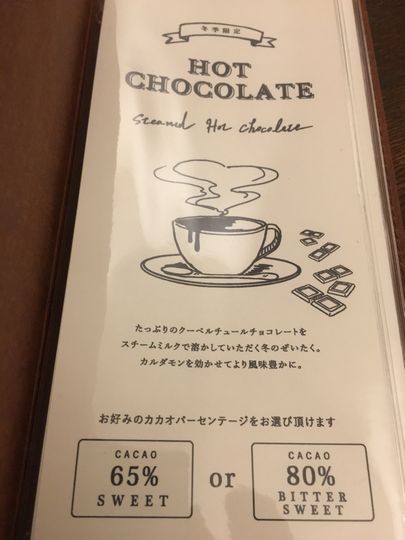 冬季限定
HOT
CHOCOLATE
Steamed Hot chocolate
たっぷりのクーベルチュールチョコレートを
スチームミルクで溶かしていただく冬のぜいたく。
カルダモンを効かせてより風味豊かに。
お好みのカカオパーセンテージをお選び頂けます
CACAO
65%
SWEET
or
CACAO
80%
BITTER
SWEET